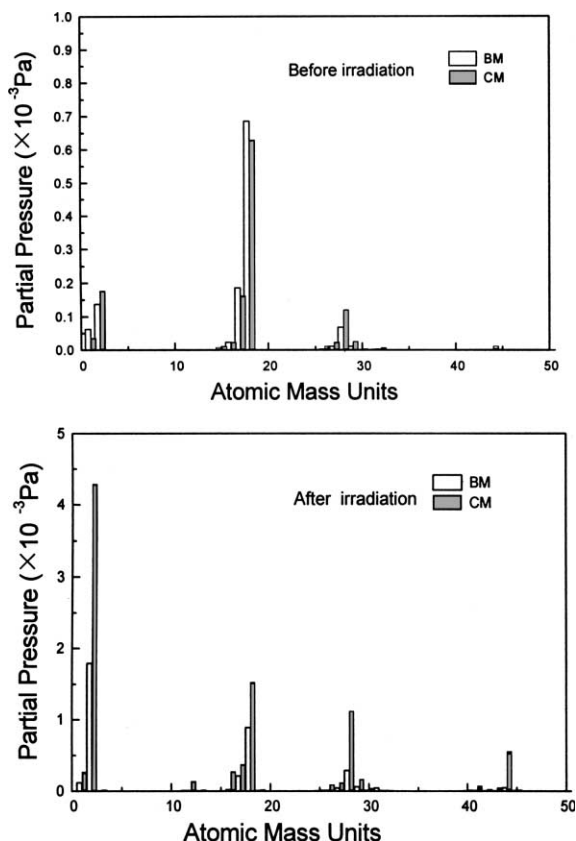 1.0
0.9
0.8
0.7
0.6
0.5
0.4
0.3
0.2
0.1
0.0
Partial Pressure (×10⁻³Pa)
Before irradiation
BM
CM
10
20
30
40
50
Atomic Mass Units
5
4
3
2
1
0
Partial Pressure (×10⁻³Pa)
After irradiation
BM
CM
0
10
20
30
40
50
Atomic Mass Units